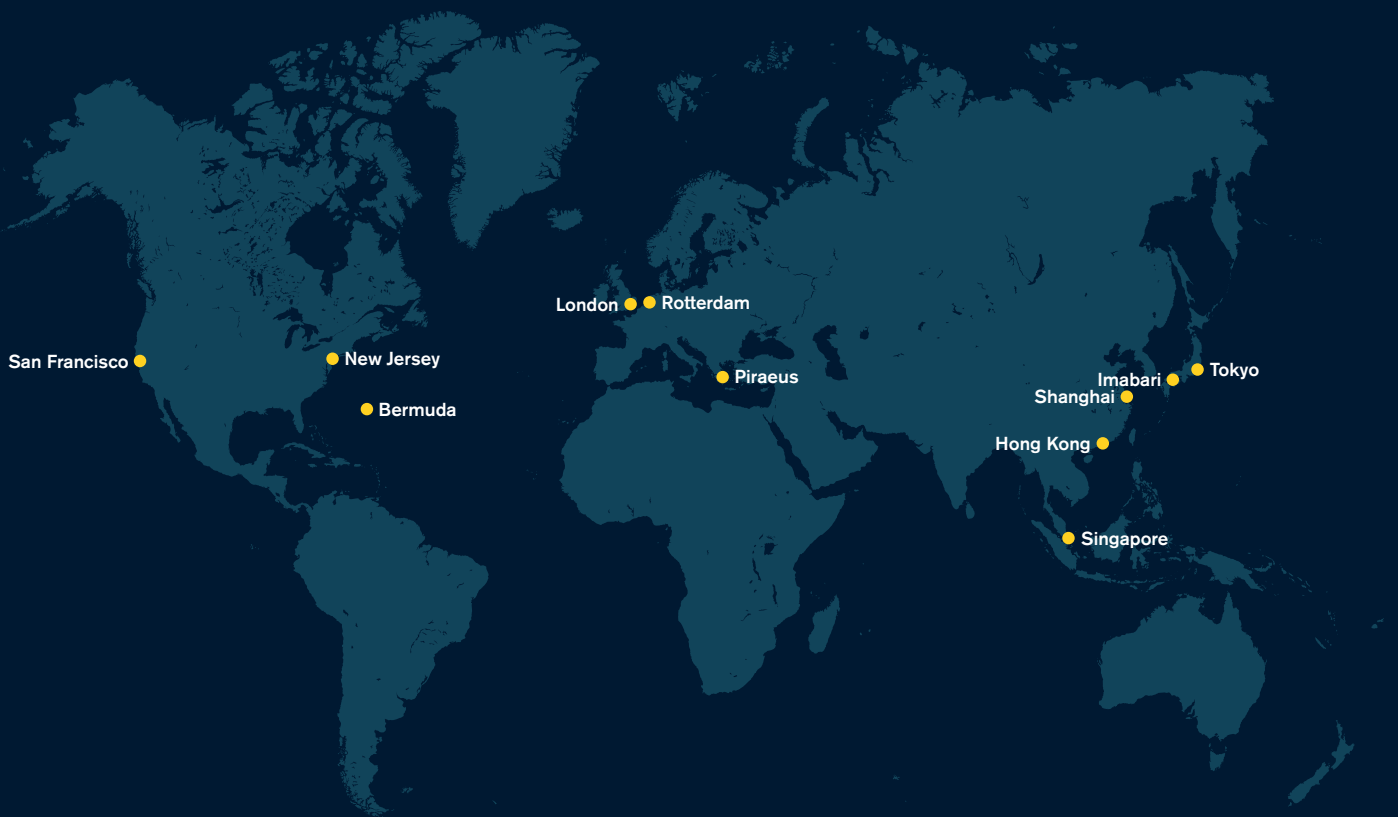 London
Rotterdam
San Francisco
New Jersey
Piraeus
Tokyo
Imabari
Shanghai
Bermuda
Hong Kong
Singapore